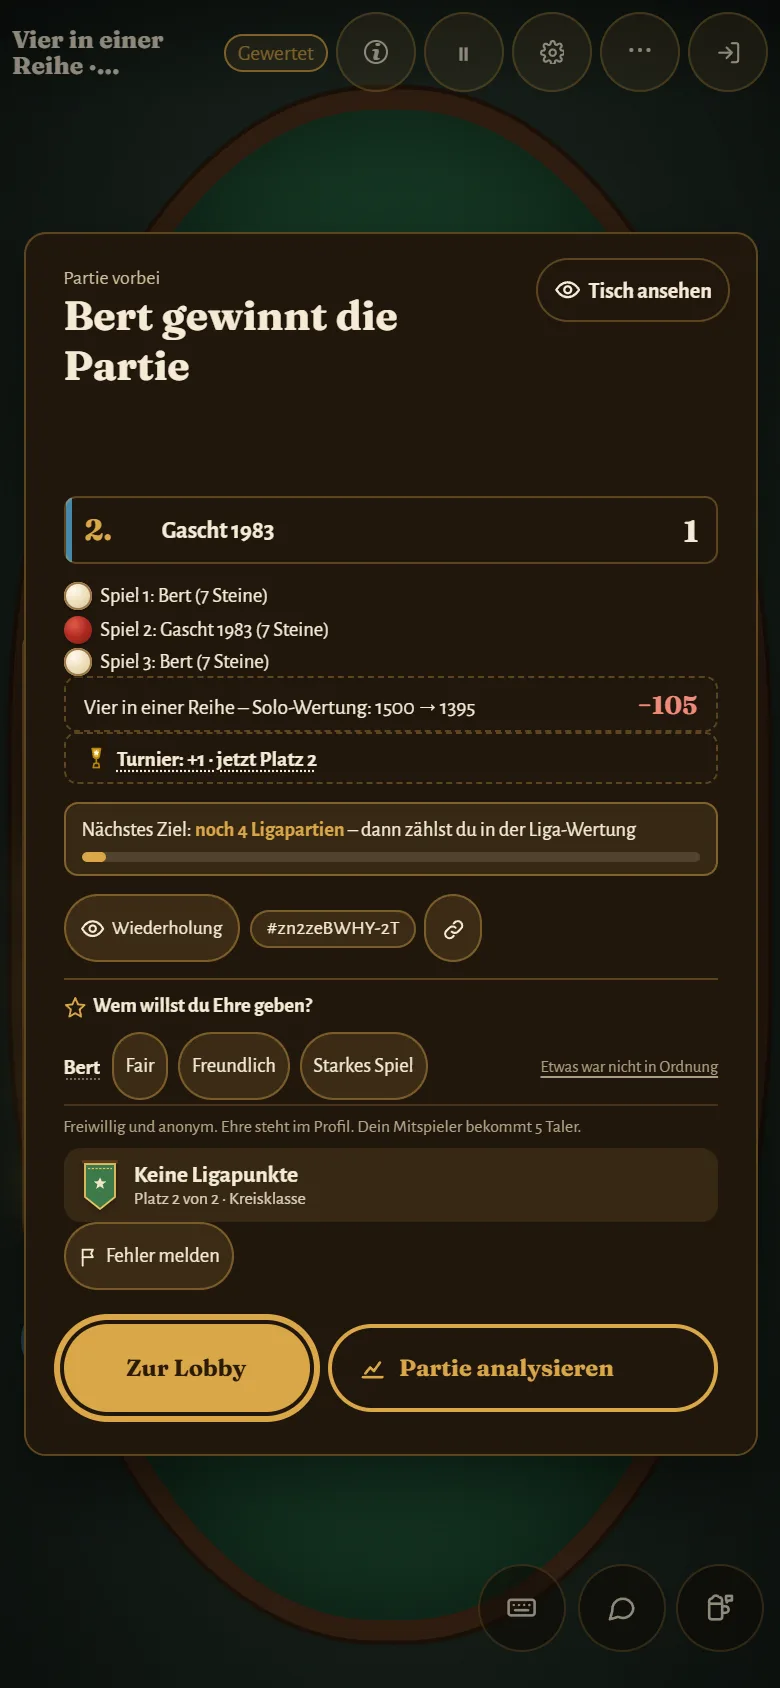 Vier in einer
Reihe ·...
Gewertet
Partie vorbei
Tisch ansehen
Bert gewinnt die
Partie
2. Gascht 1983 1
Spiel 1: Bert (7 Steine)
Spiel 2: Gascht 1983 (7 Steine)
Spiel 3: Bert (7 Steine)
Vier in einer Reihe – Solo-Wertung: 1500 → 1395 −105
Turnier: +1 · jetzt Platz 2
Nächstes Ziel: noch 4 Ligapartien – dann zählst du in der Liga-Wertung
Wiederholung #zn2zeBWHY-2T
Wem willst du Ehre geben?
Bert Fair Freundlich Starkes Spiel Etwas war nicht in Ordnung
Freiwillig und anonym. Ehre steht im Profil. Dein Mitspieler bekommt 5 Taler.
Keine Ligapunkte
Platz 2 von 2 · Kreisklasse
Fehler melden
Zur Lobby Partie analysieren